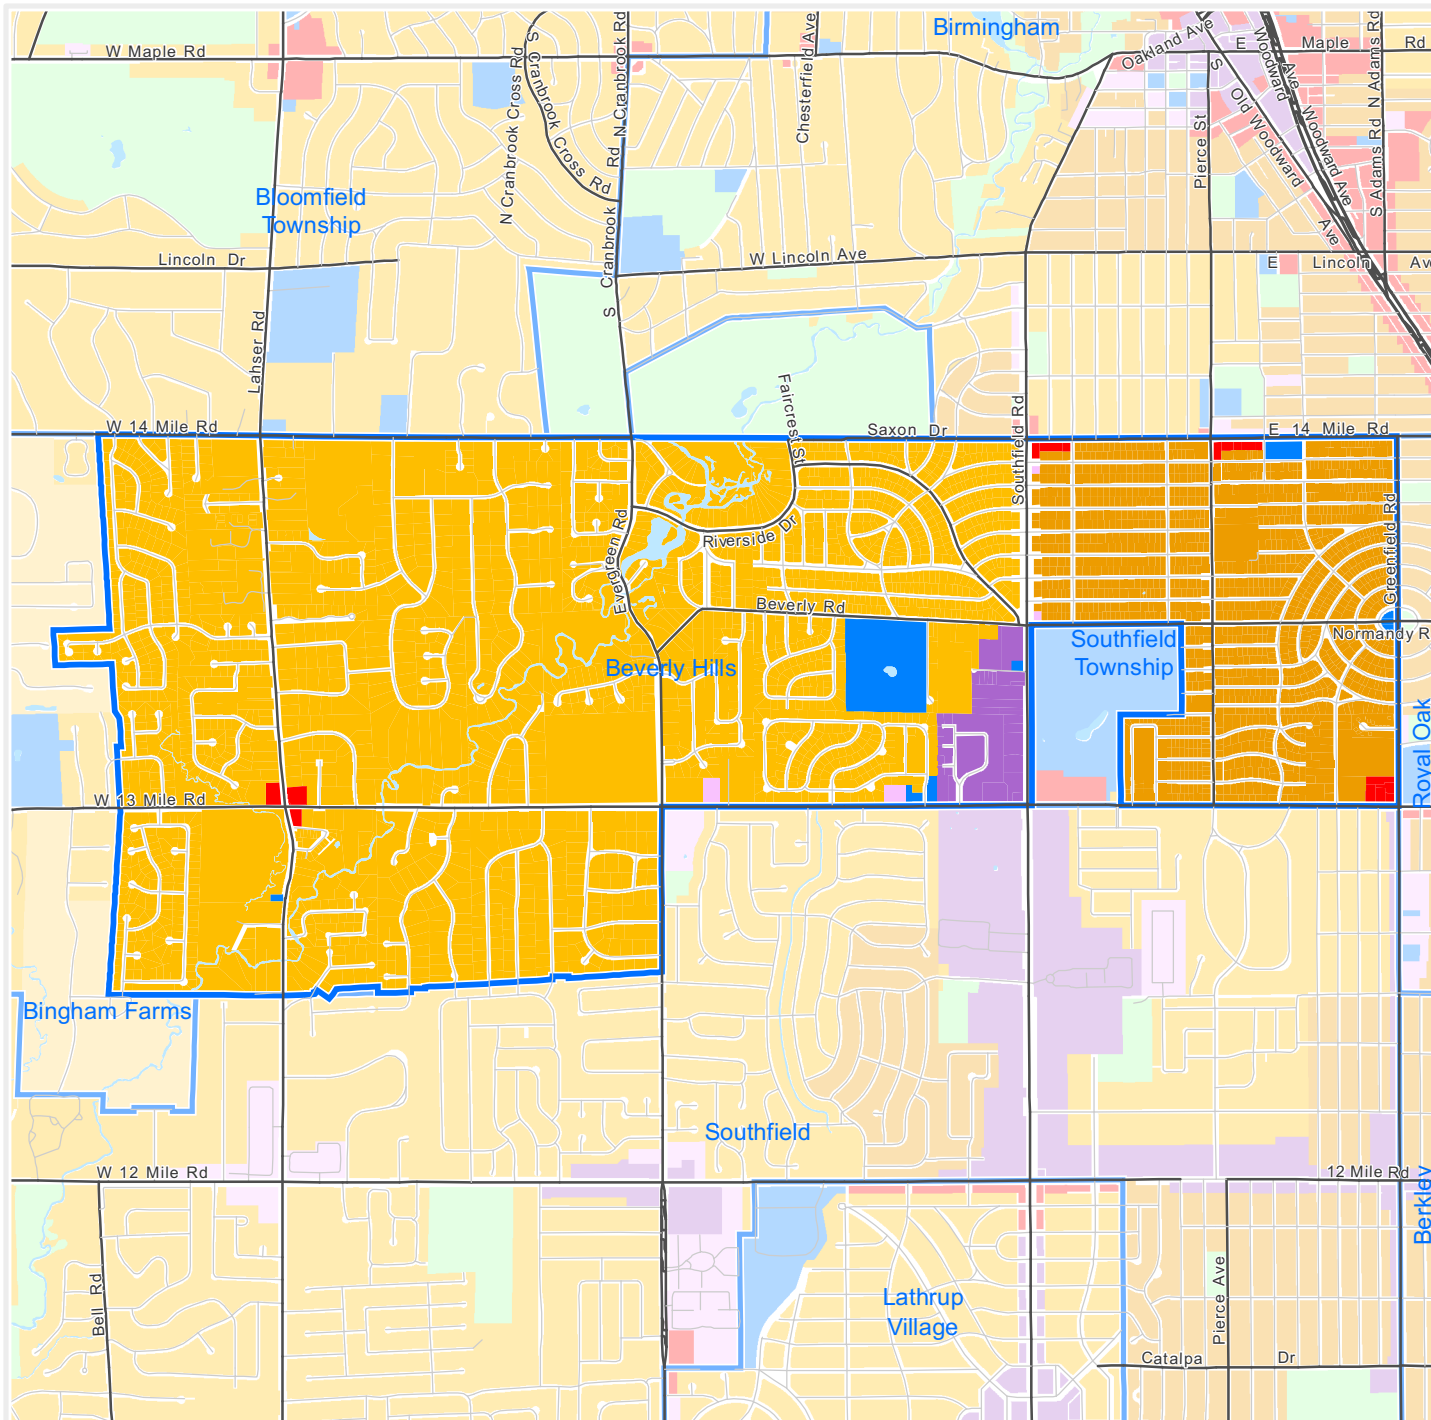 Birmingham
W Maple Rd
S Cranbrook Cross Rd
N Cranbrook Rd
Chesterfield Ave
Oakland Ave
E Maple Rd
Woodward Ave
Woodward Ave
S Old Woodward Ave
N Adams Rd
S Adams Rd
Pierce St
N Cranbrook Cross Rd
Bloomfield
Township
Lincoln Dr
S Cranbrook Rd
W Lincoln Ave
E Lincoln Av
Lahser Rd
Faircrest St
W 14 Mile Rd
Saxon Dr
E 14 Mile Rd
Southfield Rd
Evergreen Rd
Riverside Dr
Greenfield Rd
Beverly Rd
Normandy R
Beverly Hills
Southfield
Township
Royal Oak
W 13 Mile Rd
Bingham Farms
Southfield
W 12 Mile Rd
12 Mile Rd
Berkley
Bell Rd
Lathrup
Village
Pierce Ave
Catalpa Dr